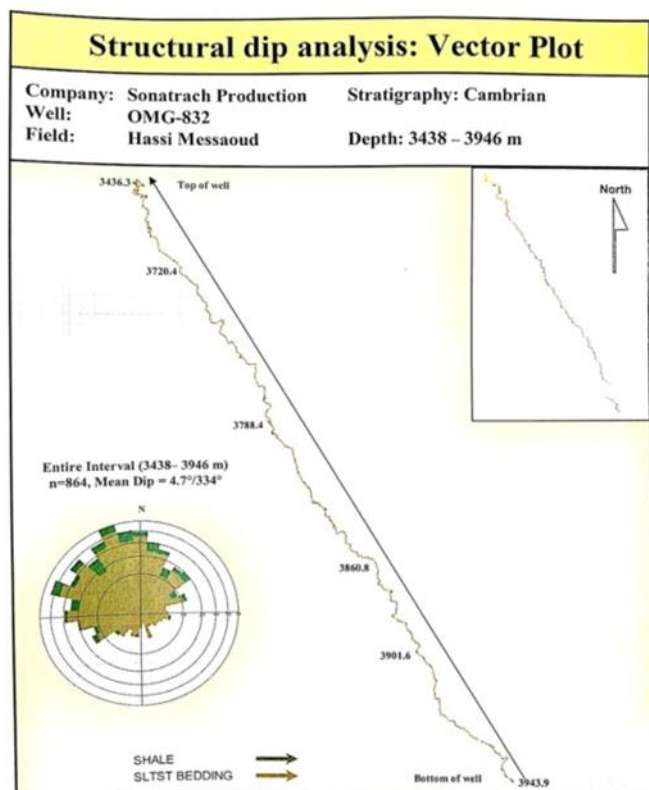 Structural dip analysis: Vector Plot
Company: Sonatrach Production Stratigraphy: Cambrian
Well: OMG-832
Field: Hassi Messaoud Depth: 3438 – 3946 m
3436.3 Top of well
North
3720.4
3788.4
Entire Interval (3438– 3946 m)
n=864, Mean Dip = 4.7°/334°
N
3860.8
3901.6
SHALE
SLTST BEDDING
Bottom of well 3943.9